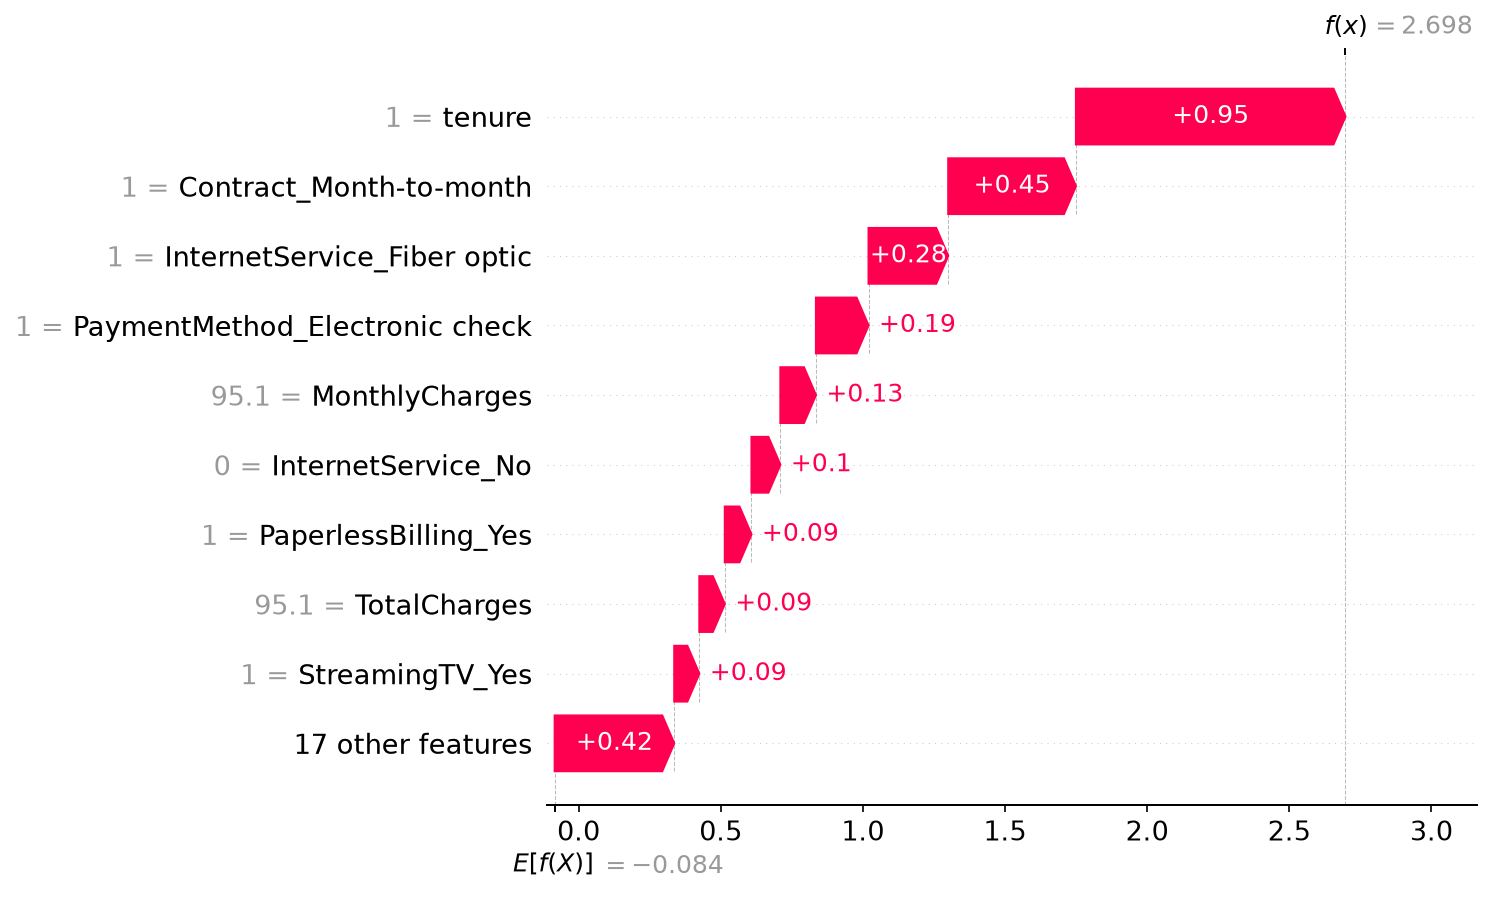 f(x) = 2.698
1 = tenure +0.95
1 = Contract_Month-to-month +0.45
1 = InternetService_Fiber optic +0.28
1 = PaymentMethod_Electronic check +0.19
95.1 = MonthlyCharges +0.13
0 = InternetService_No +0.1
1 = PaperlessBilling_Yes +0.09
95.1 = TotalCharges +0.09
1 = StreamingTV_Yes +0.09
17 other features +0.42
0.0 0.5 1.0 1.5 2.0 2.5 3.0
E[f(X)] = −0.084